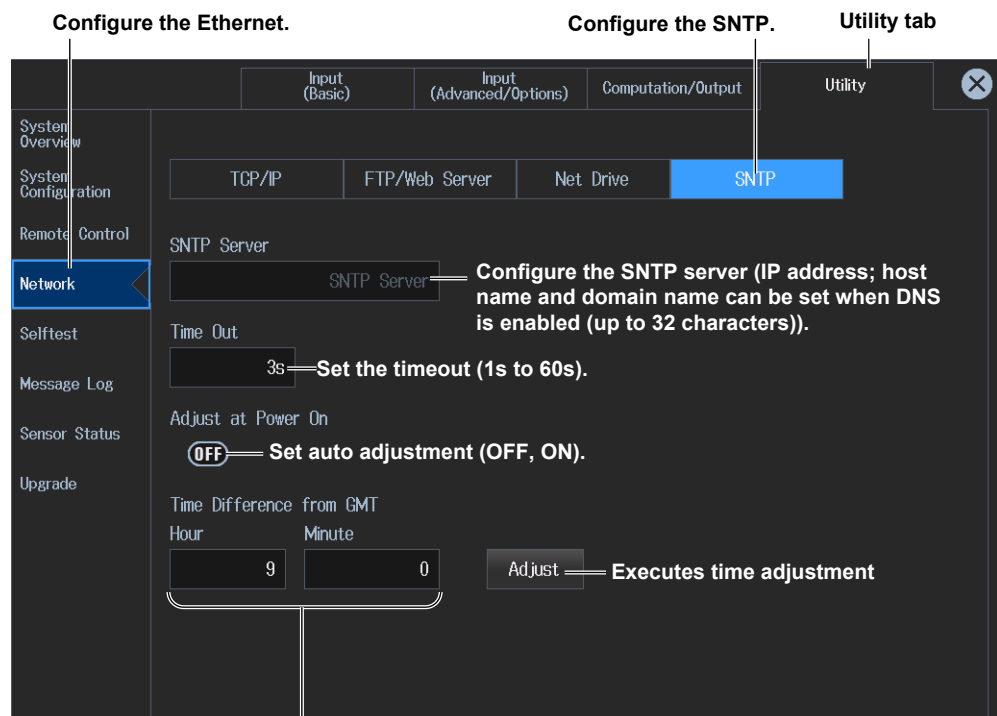 Configure the Ethernet.
Configure the SNTP.
Utility tab
Input
(Basic)
Input
(Advanced/Options)
Computation/Output
Utility
System
Overview
System
Configuration
Remote Control
Network
Selftest
Message Log
Sensor Status
Upgrade
TCP/IP
FTP/Web Server
Net Drive
SNTP
SNTP Server
SNTP Server
Configure the SNTP server (IP address; host
name and domain name can be set when DNS
is enabled (up to 32 characters)).
Time Out
3s
Set the timeout (1s to 60s).
Adjust at Power On
OFF
Set auto adjustment (OFF, ON).
Time Difference from GMT
Hour
Minute
9
0
Adjust
Executes time adjustment